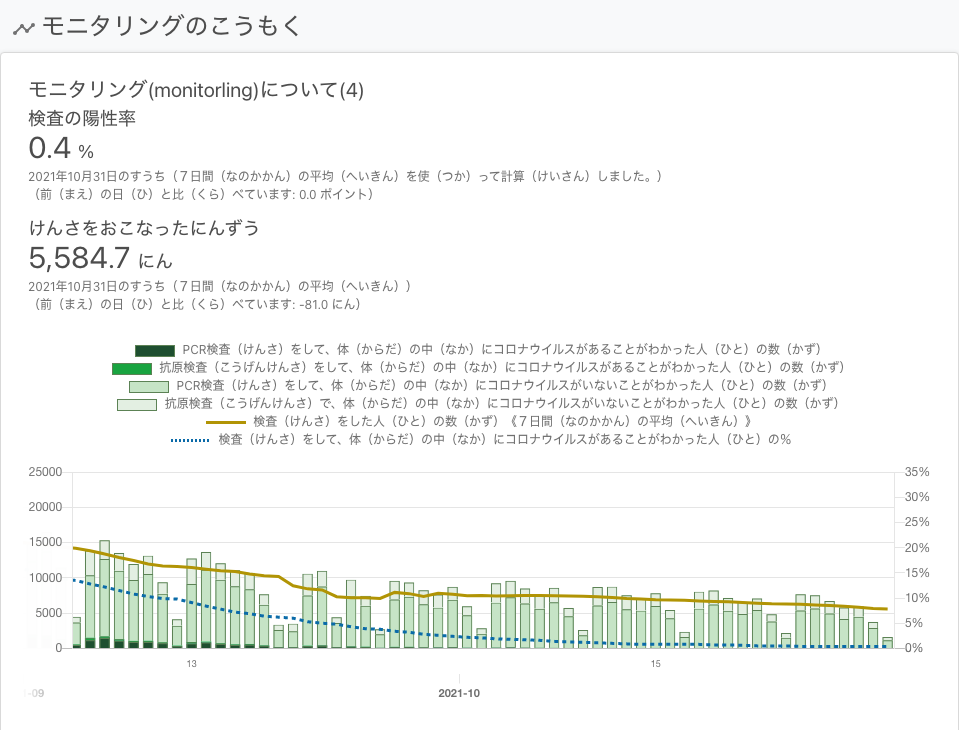 モニタリングのこうもく
モニタリング(monitorling)について(4)
検査の陽性率
0.4 %
2021年10月31日のすうち（７日間（なのかかん）の平均（へいきん）を使（つか）って計算（けいさん）しました。）
（前（まえ）の日（ひ）と比（くら）べています: 0.0 ポイント）
けんさをおこなったにんずう
5,584.7 にん
2021年10月31日のすうち（７日間（なのかかん）の平均（へいきん））
（前（まえ）の日（ひ）と比（くら）べています: -81.0 にん）
PCR検査（けんさ）をして、体（からだ）の中（なか）にコロナウイルスがあることがわかった人（ひと）の数（かず）
抗原検査（こうげんけんさ）をして、体（からだ）の中（なか）にコロナウイルスがあることがわかった人（ひと）の数（かず）
PCR検査（けんさ）をして、体（からだ）の中（なか）にコロナウイルスがいないことがわかった人（ひと）の数（かず）
抗原検査（こうげんけんさ）で、体（からだ）の中（なか）にコロナウイルスがいないことがわかった人（ひと）の数（かず）
検査（けんさ）をした人（ひと）の数（かず）《７日間（なのかかん）の平均（へいきん）》
検査（けんさ）をして、体（からだ）の中（なか）にコロナウイルスがあることがわかった人（ひと）の％
25000 35%
30%
20000
25%
15000 20%
10000 15%
10%
5000
5%
0 0%
13 15
-09 2021-10